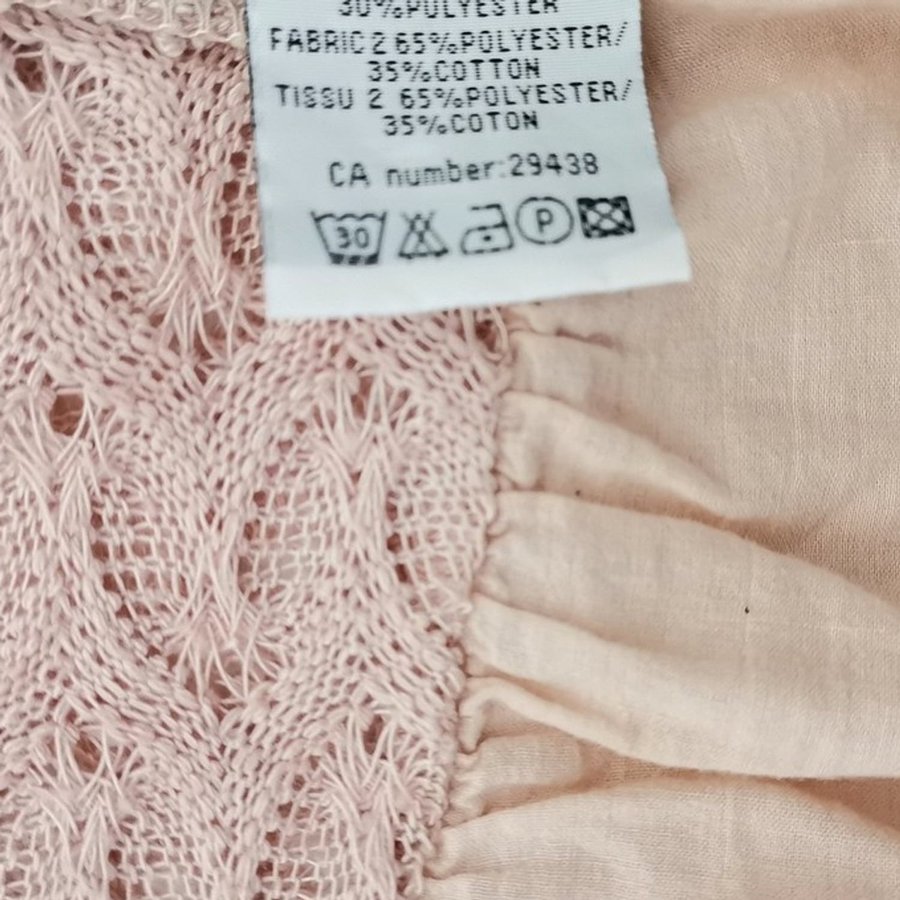 30%POLYESTER
FABRIC 2 65%POLYESTER/
35%COTTON
TISSU 2 65%POLYESTER/
35%COTON
CA number:29438
30 P